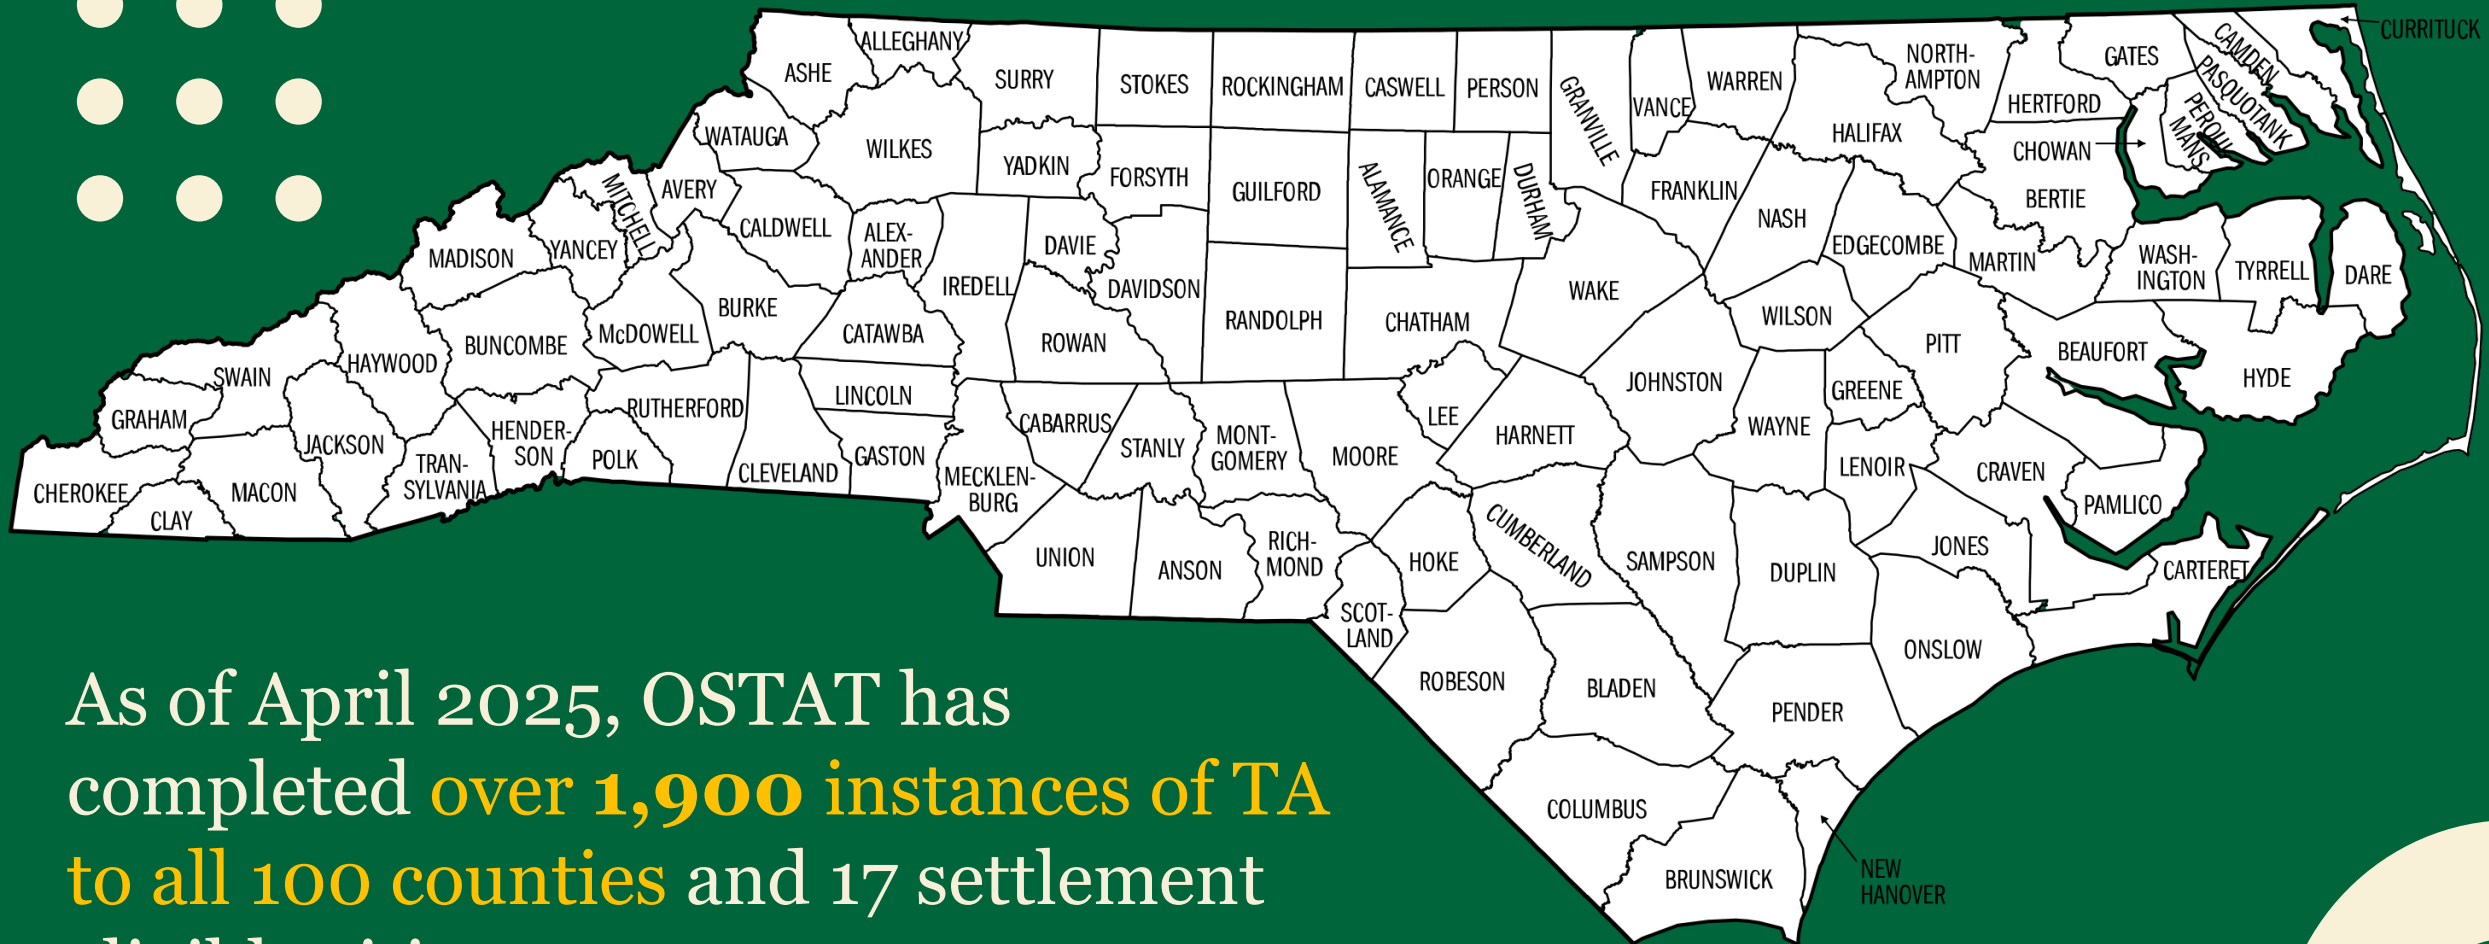 CURRITUCK
ALLEGHANY
ASHE
SURRY
STOKES
ROCKINGHAM
CASWELL
PERSON
GRANVILLE
VANCE
WARREN
NORTH-
AMPTON
GATES
CAMDEN
PASQUOTANK
PERQUI-
MANS
HERTFORD
HALIFAX
CHOWAN
BERTIE
WATAUGA
WILKES
YADKIN
FORSYTH
GUILFORD
ALAMANCE
ORANGE
DURHAM
FRANKLIN
NASH
EDGECOMBE
MARTIN
WASH-
INGTON
TYRRELL
DARE
MITCHELL
AVERY
CALDWELL
ALEX-
ANDER
IREDELL
DAVIE
DAVIDSON
RANDOLPH
CHATHAM
WAKE
WILSON
PITT
BEAUFORT
HYDE
MADISON
YANCEY
BURKE
McDOWELL
CATAWBA
ROWAN
BUNCOMBE
HAYWOOD
SWAIN
GRAHAM
JACKSON
RUTHERFORD
LINCOLN
CABARRUS
STANLY
MONT-
GOMERY
MOORE
LEE
HARNETT
JOHNSTON
WAYNE
GREENE
LENOIR
CRAVEN
PAMLICO
CHEROKEE
CLAY
MACON
TRAN-
SYLVANIA
HENDER-
SON
POLK
CLEVELAND
GASTON
MECKLEN-
BURG
UNION
ANSON
RICH-
MOND
SCOT-
LAND
HOKE
CUMBERLAND
SAMPSON
DUPLIN
JONES
CARTERET
ONSLOW
ROBESON
BLADEN
PENDER
COLUMBUS
BRUNSWICK
NEW
HANOVER
As of April 2025, OSTAT has
completed over 1,900 instances of TA
to all 100 counties and 17 settlement